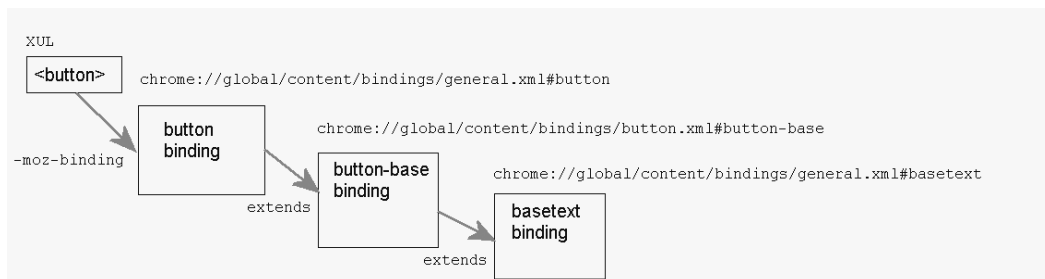 XUL
<button>
chrome://global/content/bindings/general.xml#button
button
binding
-moz-binding
chrome://global/content/bindings/button.xml#button-base
button-base
binding
extends
chrome://global/content/bindings/general.xml#basetext
basetext
binding
extends